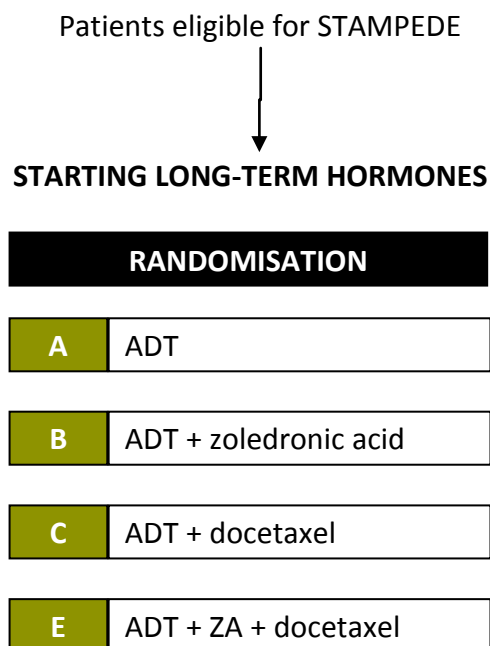 Patients eligible for STAMPEDE
STARTING LONG-TERM HORMONES
RANDOMISATION
A ADT
B ADT + zoledronic acid
C ADT + docetaxel
E ADT + ZA + docetaxel